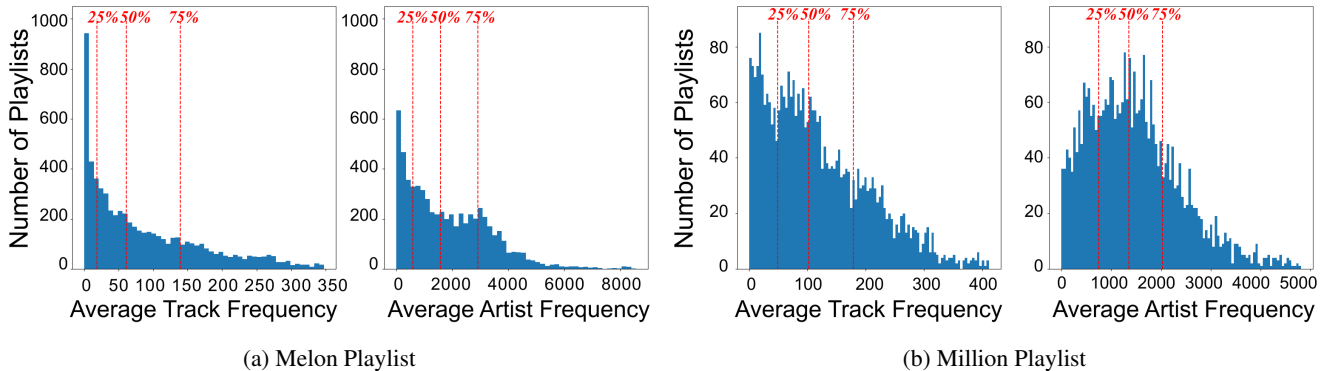 25% 50% 75%
1000
800
600
400
200
0
0 50 100 150 200 250 300 350
Number of Playlists
Average Track Frequency
25% 50% 75%
1000
800
600
400
200
0
0 2000 4000 6000 8000
Average Artist Frequency
(a) Melon Playlist
25% 50% 75%
80
60
40
20
0
0 100 200 300 400
Number of Playlists
Average Track Frequency
25% 50% 75%
80
60
40
20
0
0 1000 2000 3000 4000 5000
Average Artist Frequency
(b) Million Playlist